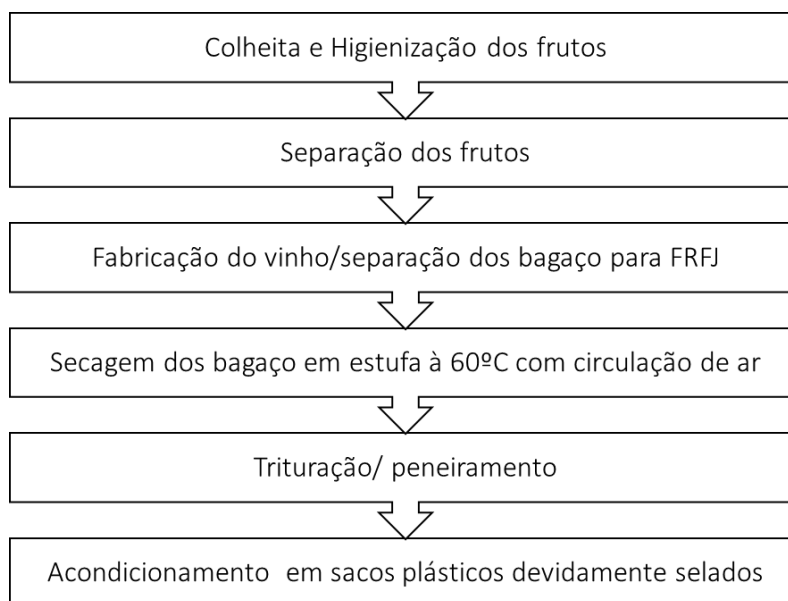 Colheita e Higienização dos frutos
Separação dos frutos
Fabricação do vinho/separação dos bagaço para FRFJ
Secagem dos bagaço em estufa à 60ºC com circulação de ar
Trituração/ peneiramento
Acondicionamento  em sacos plásticos devidamente selados